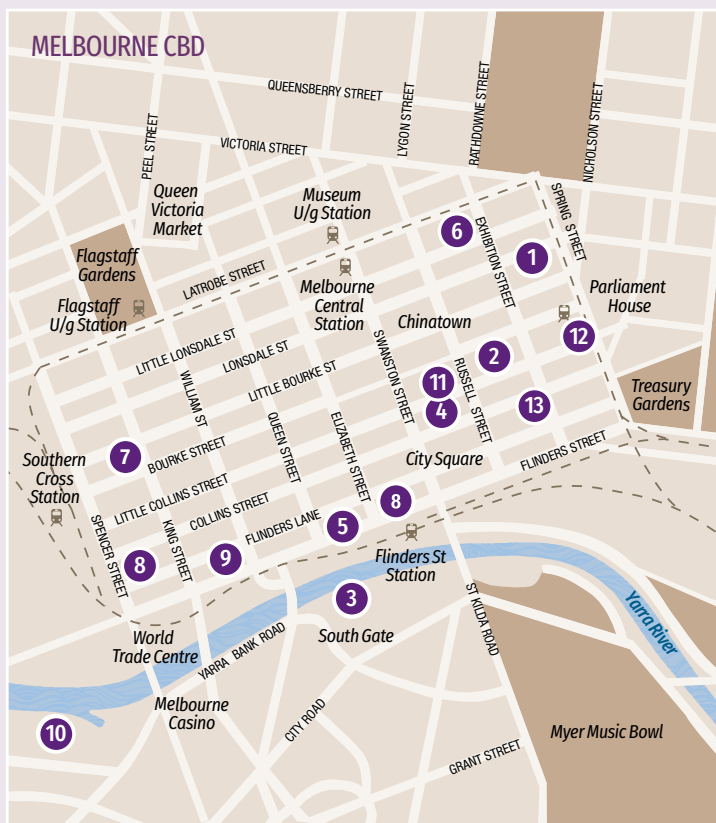 MELBOURNE CBD
QUEENSBERRY STREET
LYGON STREET
RATHDOWNE STREET
NICHOLSON STREET
PEEL STREET
VICTORIA STREET
Queen
Victoria
Market
Museum
U/g Station
SPRING STREET
6
EXHIBITION STREET
1
Flagstaff
Gardens
LATROBE STREET
Melbourne
Central
Station
Parliament
House
Flagstaff
U/g Station
Chinatown
12
LITTLE LONSDALE ST
LONSDALE ST
LITTLE BOURKE ST
SWANSTON STREET
RUSSELL STREET
2
11
4
13
Treasury
Gardens
WILLIAM ST
QUEEN STREET
ELIZABETH STREET
7
BOURKE STREET
City Square
FLINDERS STREET
Southern
Cross
Station
LITTLE COLLINS STREET
COLLINS STREET
FLINDERS LANE
8
5
SPENCER STREET
KING STREET
8
9
Flinders St
Station
3
South Gate
ST KILDA ROAD
Yarra River
World
Trade Centre
YARRA BANK ROAD
Melbourne
Casino
10
CITY ROAD
GRANT STREET
Myer Music Bowl